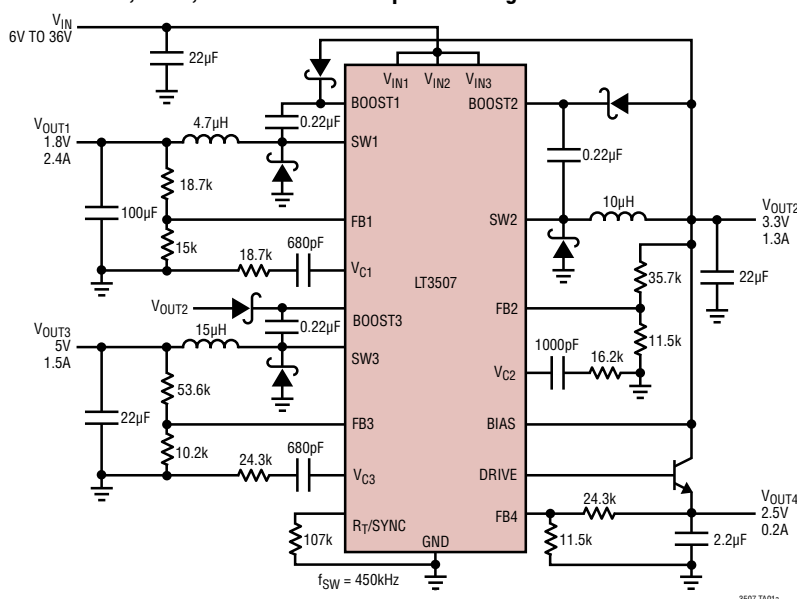 V_IN
6V TO 36V
22µF
V_IN1 V_IN2 V_IN3
BOOST1
BOOST2
0.22µF
0.22µF
V_OUT1
1.8V
2.4A
4.7µH
SW1
18.7k
100µF
FB1
15k
18.7k
680pF
V_C1
LT3507
SW2
10µH
V_OUT2
3.3V
1.3A
35.7k
22µF
FB2
11.5k
1000pF
16.2k
V_C2
V_OUT2
BOOST3
0.22µF
V_OUT3
5V
1.5A
15µH
SW3
53.6k
22µF
FB3
10.2k
24.3k
680pF
V_C3
BIAS
DRIVE
FB4
24.3k
V_OUT4
2.5V
0.2A
11.5k
2.2µF
R_T/SYNC
107k
GND
f_SW = 450kHz
3507 TA01a